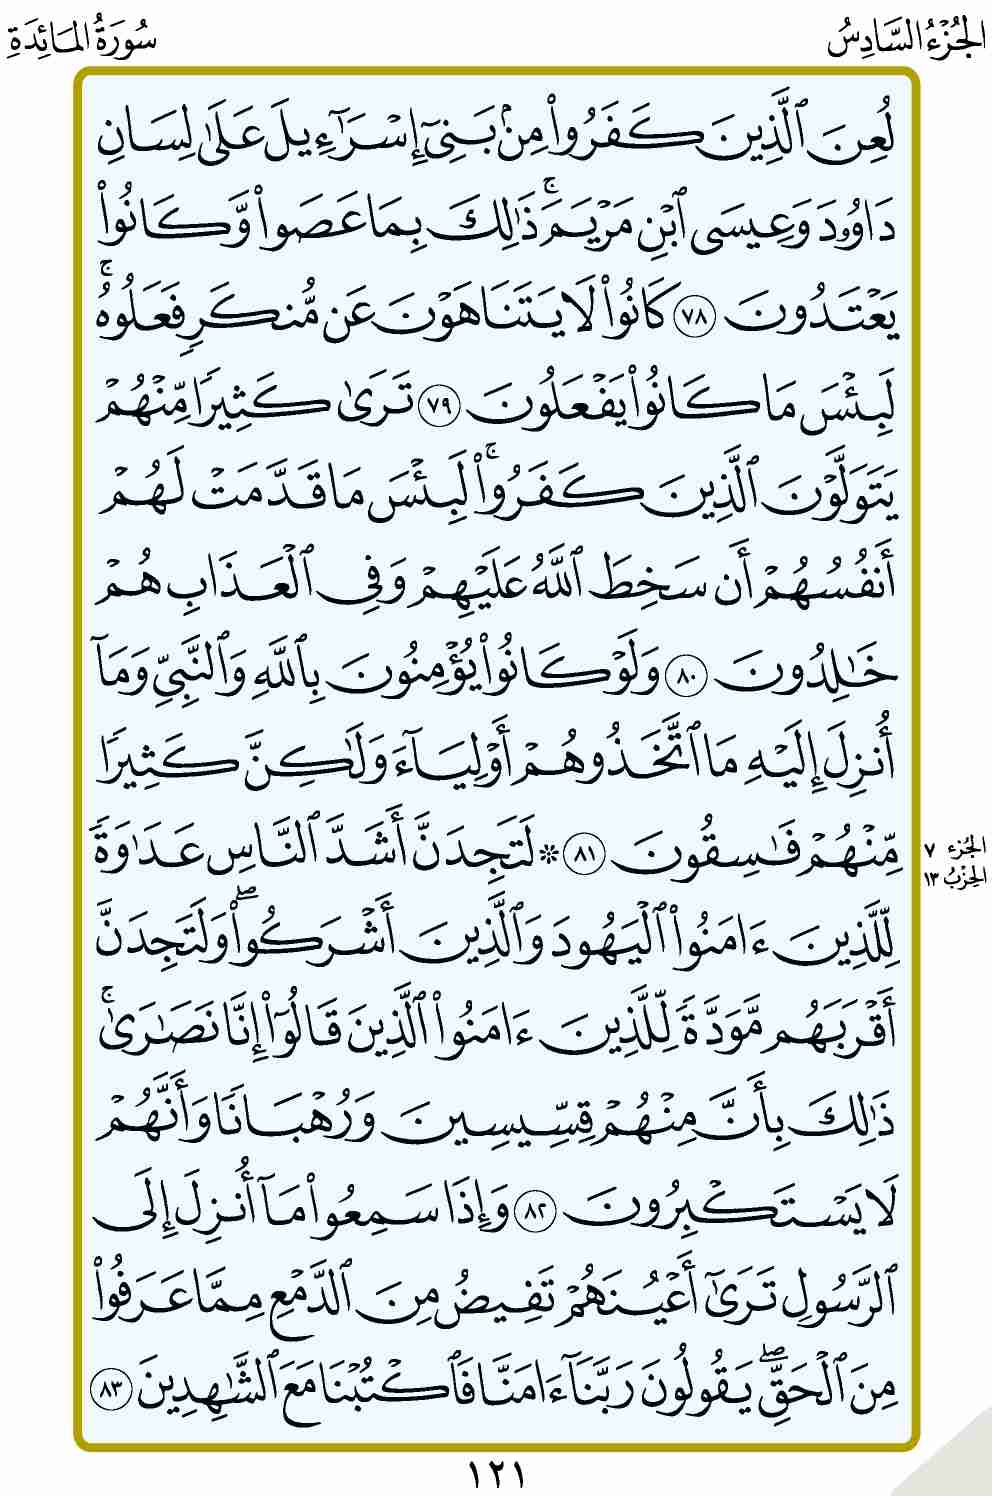 الجُزْءُ السَّادِسُ
سُورَةُ المَائِدَةِ
لُعِنَ ٱلَّذِينَ كَفَرُوا۟ مِنۢ بَنِىٓ إِسْرَٰٓءِيلَ عَلَىٰ لِسَانِ
دَاوُۥدَ وَعِيسَى ٱبْنِ مَرْيَمَ ۚ ذَٰلِكَ بِمَا عَصَوا۟ وَّكَانُوا۟
يَعْتَدُونَ ٧٨ كَانُوا۟ لَا يَتَنَاهَوْنَ عَن مُّنكَرٍ فَعَلُوهُ ۚ
لَبِئْسَ مَا كَانُوا۟ يَفْعَلُونَ ٧٩ تَرَىٰ كَثِيرًا مِّنْهُمْ
يَتَوَلَّوْنَ ٱلَّذِينَ كَفَرُوا۟ ۚ لَبِئْسَ مَا قَدَّمَتْ لَهُمْ
أَنفُسُهُمْ أَن سَخِطَ ٱللَّهُ عَلَيْهِمْ وَفِى ٱلْعَذَابِ هُمْ
خَٰلِدُونَ ٨٠ وَلَوْ كَانُوا۟ يُؤْمِنُونَ بِٱللَّهِ وَٱلنَّبِىِّ وَمَآ
أُنزِلَ إِلَيْهِ مَا ٱتَّخَذُوهُمْ أَوْلِيَآءَ وَلَٰكِنَّ كَثِيرًا
مِّنْهُمْ فَٰسِقُونَ ٨١ ۞ لَتَجِدَنَّ أَشَدَّ ٱلنَّاسِ عَدَٰوَةً
الجُزء ٧
الحِزْبُ ١٣
لِّلَّذِينَ ءَامَنُوا۟ ٱلْيَهُودَ وَٱلَّذِينَ أَشْرَكُوا۟ ۖ وَلَتَجِدَنَّ
أَقْرَبَهُم مَّوَدَّةً لِّلَّذِينَ ءَامَنُوا۟ ٱلَّذِينَ قَالُوٓا۟ إِنَّا نَصَٰرَىٰ ۚ
ذَٰلِكَ بِأَنَّ مِنْهُمْ قِسِّيسِينَ وَرُهْبَانًا وَأَنَّهُمْ
لَا يَسْتَكْبِرُونَ ٨٢ وَإِذَا سَمِعُوا۟ مَآ أُنزِلَ إِلَى
ٱلرَّسُولِ تَرَىٰٓ أَعْيُنَهُمْ تَفِيضُ مِنَ ٱلدَّمْعِ مِمَّا عَرَفُوا۟
مِنَ ٱلْحَقِّ ۖ يَقُولُونَ رَبَّنَآ ءَامَنَّا فَٱكْتُبْنَا مَعَ ٱلشَّٰهِدِينَ ٨٣
١٢١